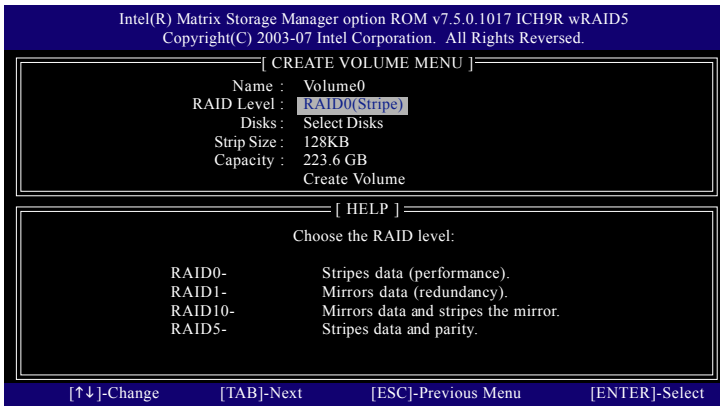 Intel(R) Matrix Storage Manager option ROM v7.5.0.1017 ICH9R wRAID5
Copyright(C) 2003-07 Intel Corporation. All Rights Reversed.
[ CREATE VOLUME MENU ]
Name : Volume0
RAID Level : RAID0(Stripe)
Disks : Select Disks
Strip Size : 128KB
Capacity : 223.6 GB
Create Volume
[ HELP ]
Choose the RAID level:
RAID0- Stripes data (performance).
RAID1- Mirrors data (redundancy).
RAID10- Mirrors data and stripes the mirror.
RAID5- Stripes data and parity.
[↑↓]-Change [TAB]-Next [ESC]-Previous Menu [ENTER]-Select